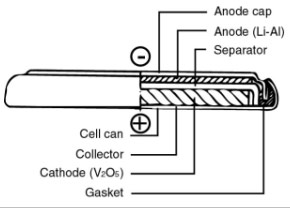 Anode cap
Anode (Li-Al)
Separator
Cell can
Collector
Cathode (V₂O₅)
Gasket